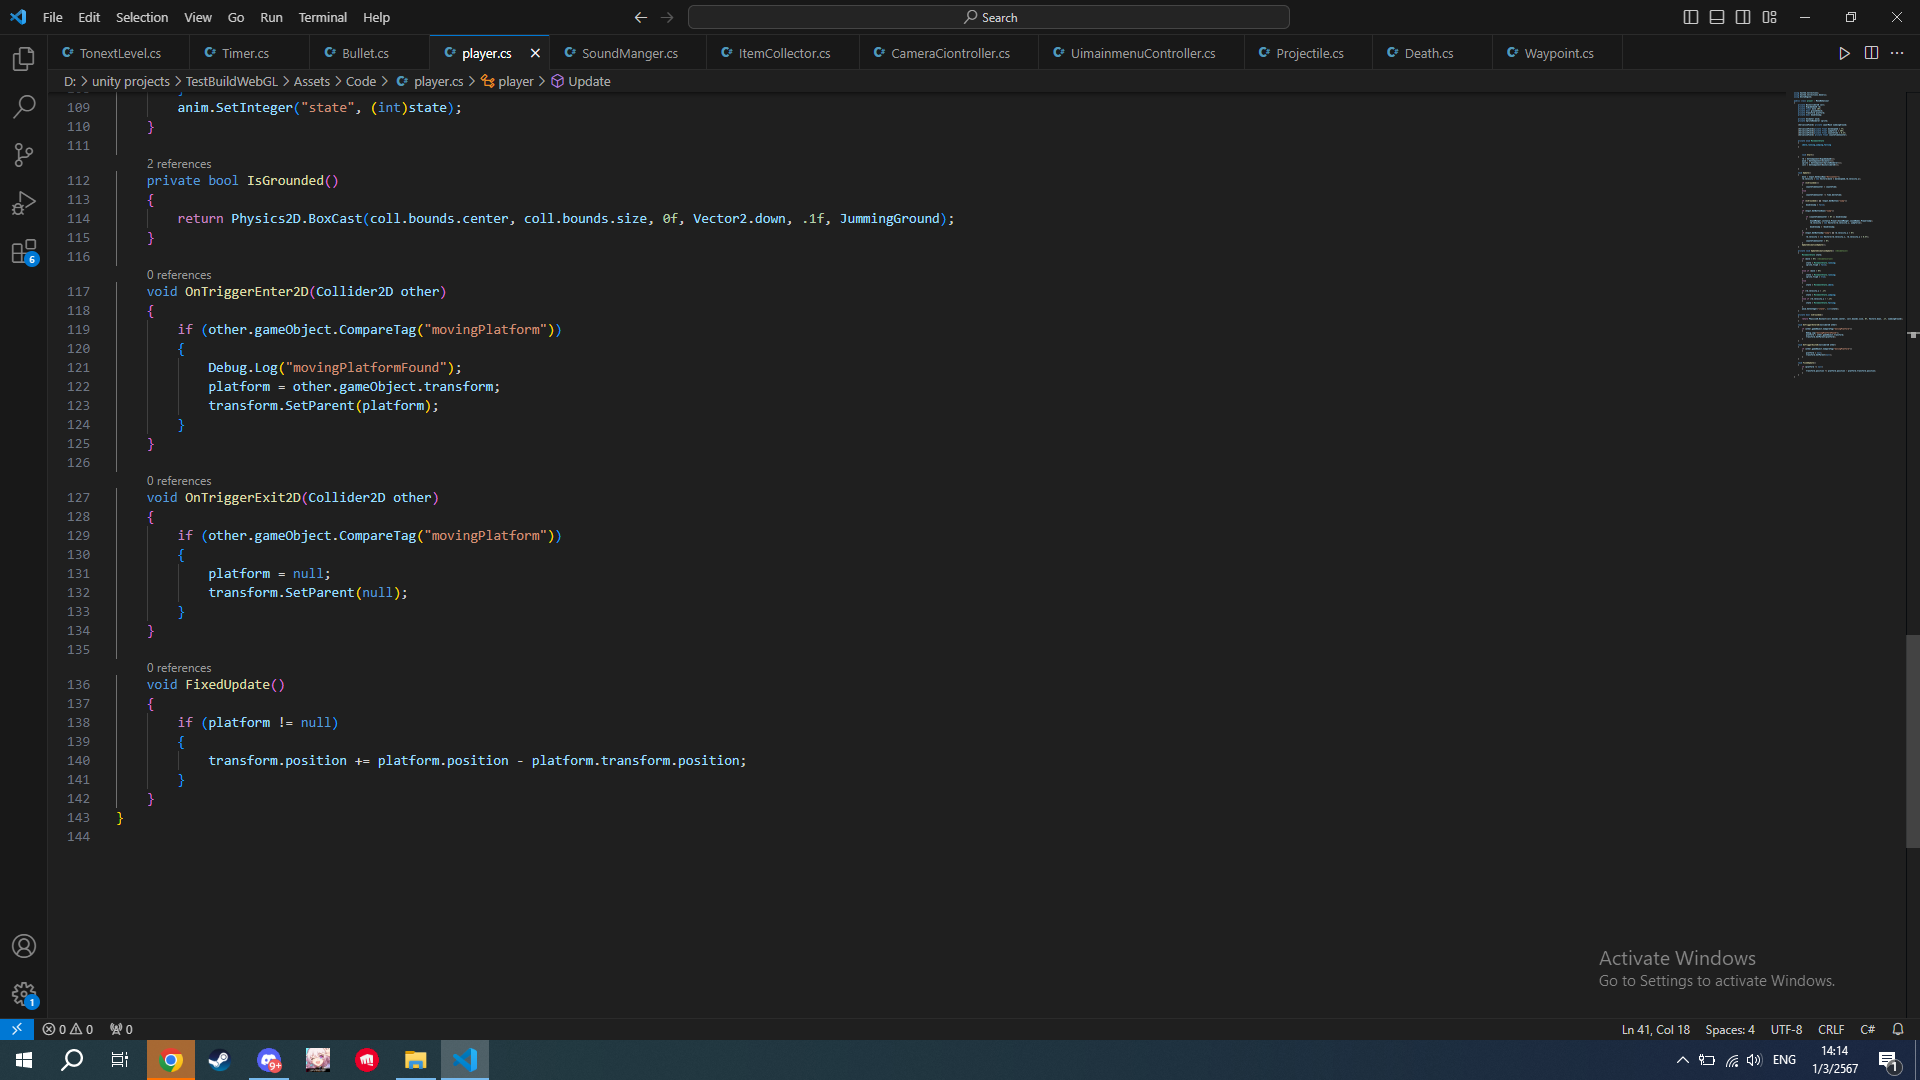 File Edit Selection View Go Run Terminal Help
Search
TonextLevel.cs Timer.cs Bullet.cs player.cs SoundManger.cs ItemCollector.cs CameraCiontroller.cs UimainmenuController.cs Projectile.cs Death.cs Waypoint.cs
D: > unity projects > TestBuildWebGL > Assets > Code > player.cs > player > Update
109 anim.SetInteger("state", (int)state);
110 }
111
2 references
112 private bool IsGrounded()
113 {
114 return Physics2D.BoxCast(coll.bounds.center, coll.bounds.size, 0f, Vector2.down, .1f, JummingGround);
115 }
116
0 references
117 void OnTriggerEnter2D(Collider2D other)
118 {
119 if (other.gameObject.CompareTag("movingPlatform"))
120 {
121 Debug.Log("movingPlatformFound");
122 platform = other.gameObject.transform;
123 transform.SetParent(platform);
124 }
125 }
126
0 references
127 void OnTriggerExit2D(Collider2D other)
128 {
129 if (other.gameObject.CompareTag("movingPlatform"))
130 {
131 platform = null;
132 transform.SetParent(null);
133 }
134 }
135
0 references
136 void FixedUpdate()
137 {
138 if (platform != null)
139 {
140 transform.position += platform.position - platform.transform.position;
141 }
142 }
143 }
144
6
1
Activate Windows
Go to Settings to activate Windows.
0 0 0
Ln 41, Col 18 Spaces: 4 UTF-8 CRLF C#
9+
ENG
14:14
1/3/2567
1